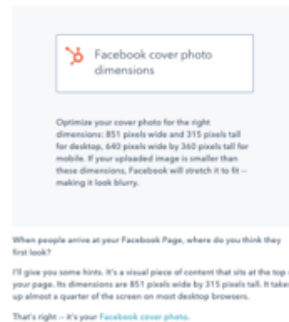 Facebook cover photo
dimensions
Optimize your cover photo for the right
dimensions: 851 pixels wide and 315 pixels tall
for desktop, 640 pixels wide by 360 pixels tall for
mobile. If your uploaded image is smaller than
these dimensions, Facebook will stretch it to fit --
making it look blurry.
When people arrive at your Facebook Page, where do you think they
first look?
I'll give you some hints. It's a visual piece of content that sits at the top
your page. Its dimensions are 851 pixels wide by 315 pixels tall. It takes
up almost a quarter of the screen on most desktop browsers.
That's right -- it's your Facebook cover photo.